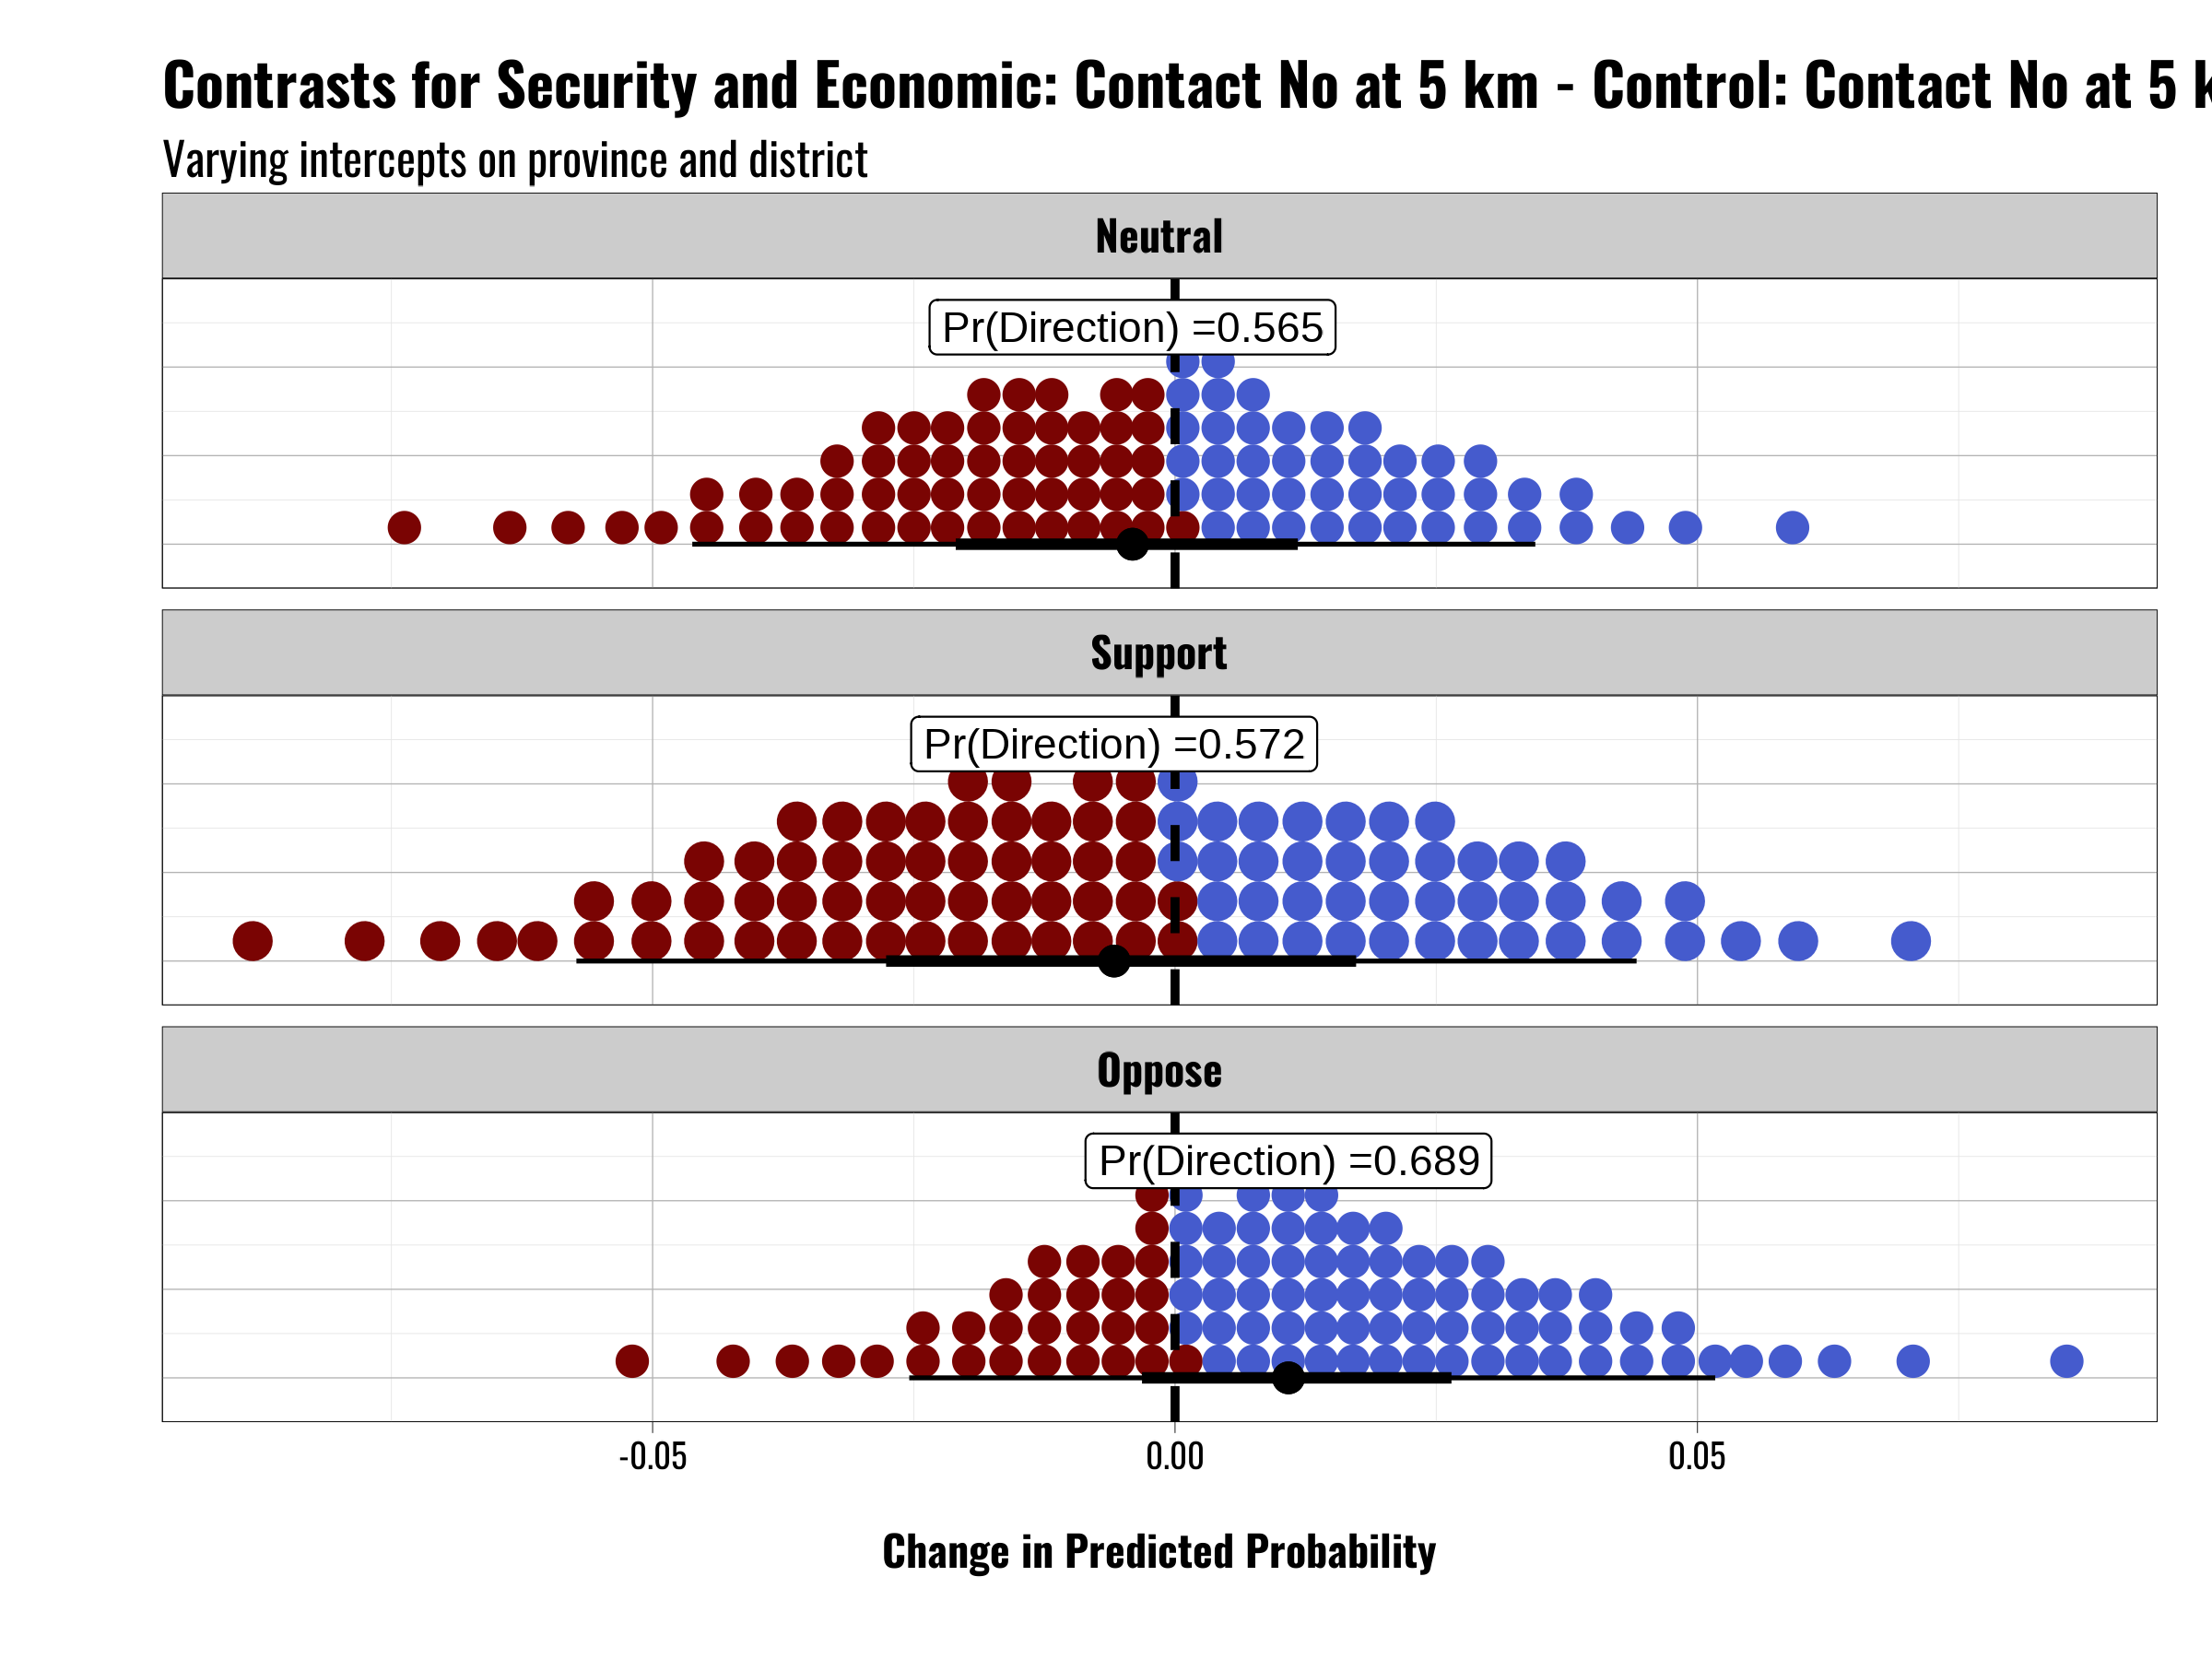 Contrasts for Security and Economic: Contact No at 5 km - Control: Contact No at 5 k
Varying intercepts on province and district
Neutral
Pr(Direction) =0.565
Support
Pr(Direction) =0.572
Oppose
Pr(Direction) =0.689
-0.05 0.00 0.05
Change in Predicted Probability